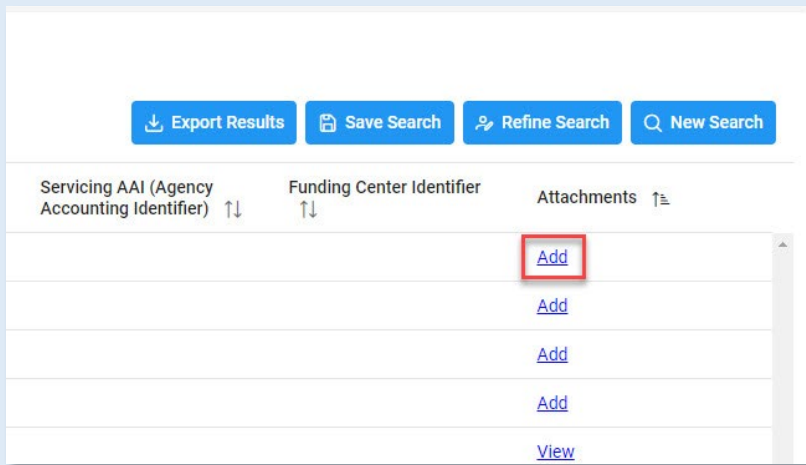 Export Results Save Search Refine Search New Search
Servicing AAI (Agency Funding Center Identifier Attachments
Accounting Identifier)
Add
Add
Add
Add
View